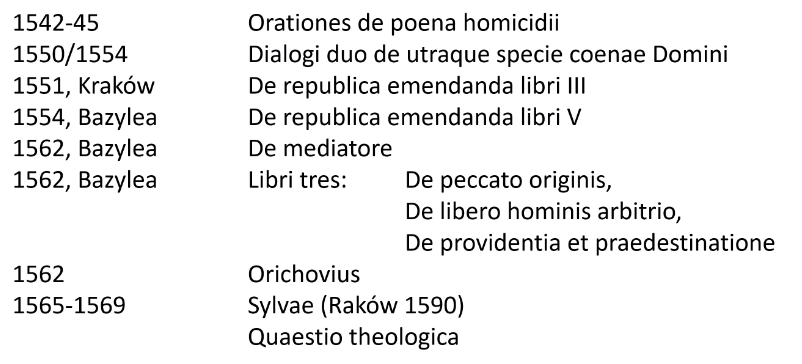 1542-45 Orationes de poena homicidii
1550/1554 Dialogi duo de utraque specie coenae Domini
1551, Kraków De republica emendanda libri III
1554, Bazylea De republica emendanda libri V
1562, Bazylea De mediatore
1562, Bazylea Libri tres: De peccato originis,
De libero hominis arbitrio,
De providentia et praedestinatione
1562 Orichovius
1565-1569 Sylvae (Raków 1590)
Quaestio theologica